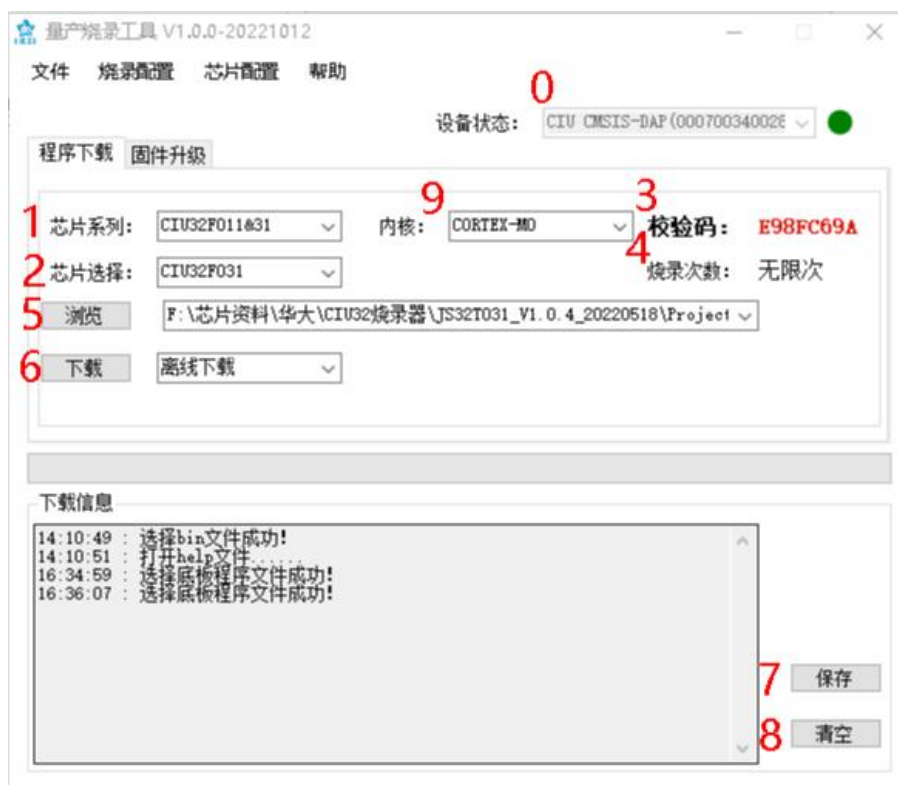 量产烧录工具 V1.0.0-20221012
文件 烧录配置 芯片配置 帮助
0
设备状态： CIU CMSIS-DAP(00070034002
程序下载 固件升级
1 芯片系列： CIU32F011&31 9 内核： CORTEX-M0 3 校验码： E98FC69A
2 芯片选择： CIU32F031 4 烧录次数： 无限次
5 浏览 F:\芯片资料\华大\CIU32烧录器\JS32T031_V1.0.4_20220518\Project
6 下载 离线下载
下载信息
14:10:49 : 选择bin文件成功!
14:10:51 : 打开help文件......
16:34:59 : 选择底板程序文件成功!
16:36:07 : 选择底板程序文件成功!
7 保存
8 清空